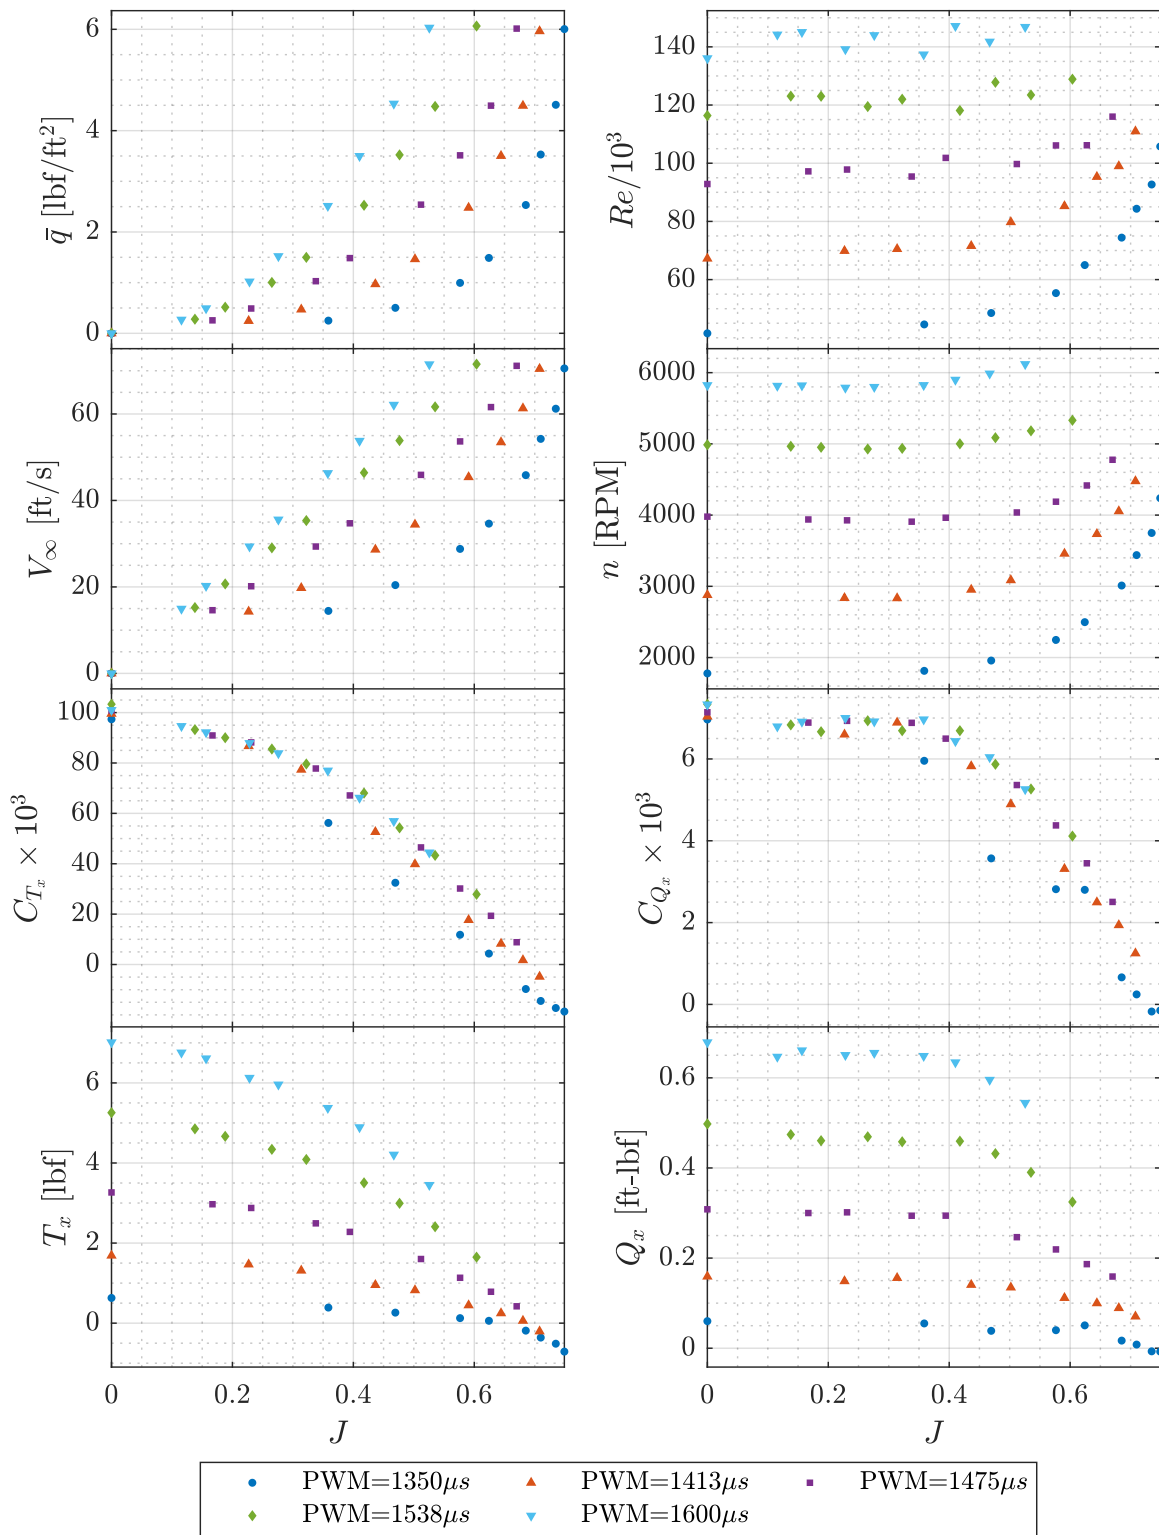 6
4
2
0
q̄ [lbf/ft²]
140
120
100
80
60
Re/10³
60
40
20
0
V∞ [ft/s]
6000
5000
4000
3000
2000
n [RPM]
100
80
60
40
20
0
C_{T_x} × 10³
6
4
2
0
C_{Q_x} × 10³
6
4
2
0
T_x [lbf]
0 0.2 0.4 0.6
J
0.6
0.4
0.2
0
Q_x [ft-lbf]
0 0.2 0.4 0.6
J
PWM=1350μs PWM=1413μs PWM=1475μs
PWM=1538μs PWM=1600μs